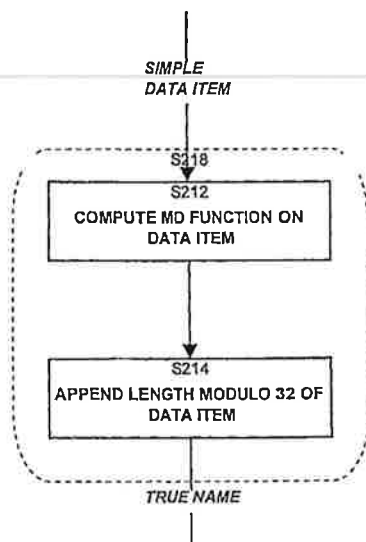 SIMPLE
DATA ITEM
S218
S212
COMPUTE MD FUNCTION ON
DATA ITEM
S214
APPEND LENGTH MODULO 32 OF
DATA ITEM
TRUE NAME